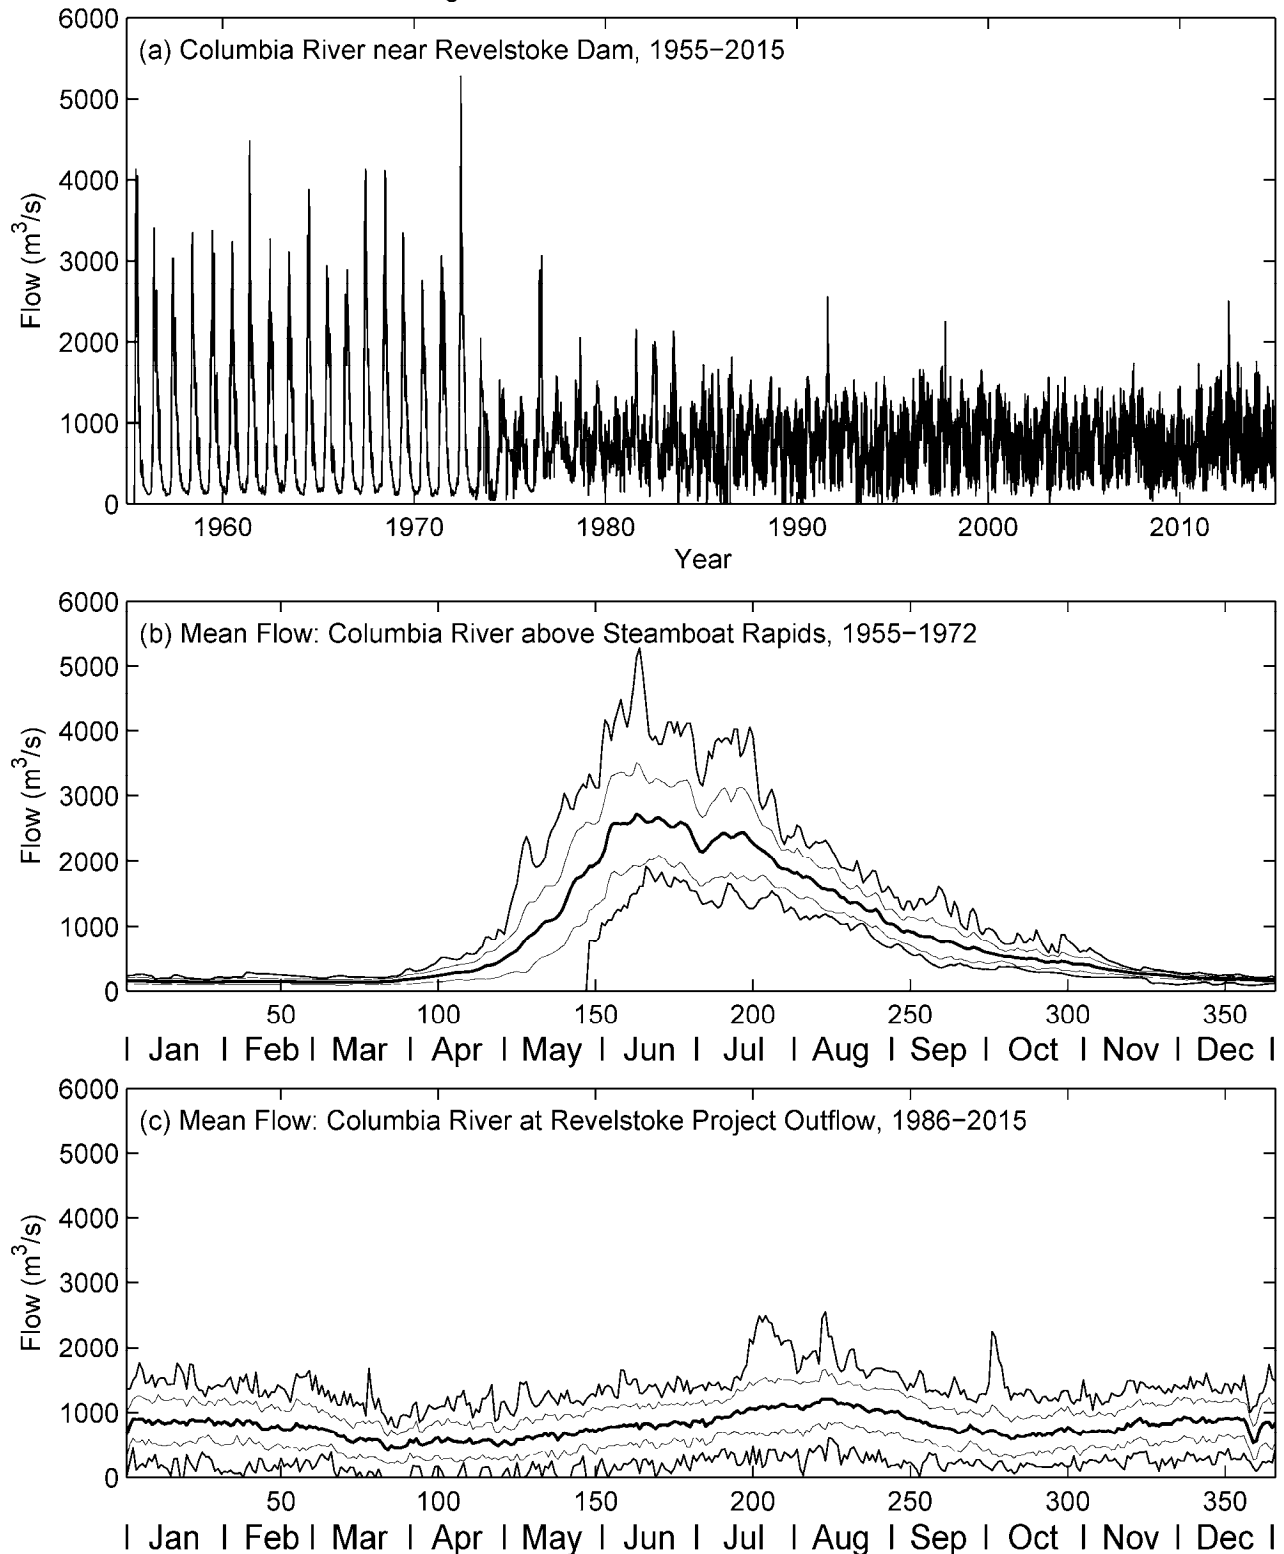 6000
(a) Columbia River near Revelstoke Dam, 1955−2015
5000
4000
3000
2000
1000
0
Flow (m³/s)
1960 1970 1980 1990 2000 2010
Year
6000
(b) Mean Flow: Columbia River above Steamboat Rapids, 1955−1972
5000
4000
3000
2000
1000
0
Flow (m³/s)
50 100 150 200 250 300 350
| Jan | Feb | Mar | Apr | May | Jun | Jul | Aug | Sep | Oct | Nov | Dec |
6000
(c) Mean Flow: Columbia River at Revelstoke Project Outflow, 1986−2015
5000
4000
3000
2000
1000
0
Flow (m³/s)
50 100 150 200 250 300 350
| Jan | Feb | Mar | Apr | May | Jun | Jul | Aug | Sep | Oct | Nov | Dec |